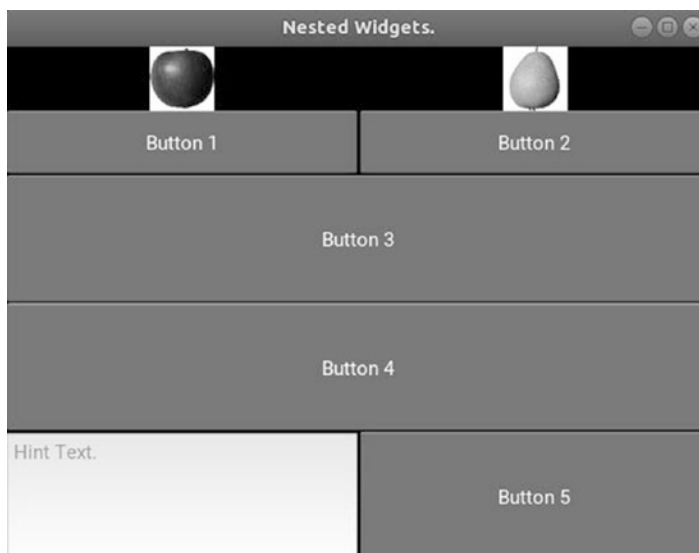 Nested Widgets.
Button 1
Button 2
Button 3
Button 4
Hint Text.
Button 5